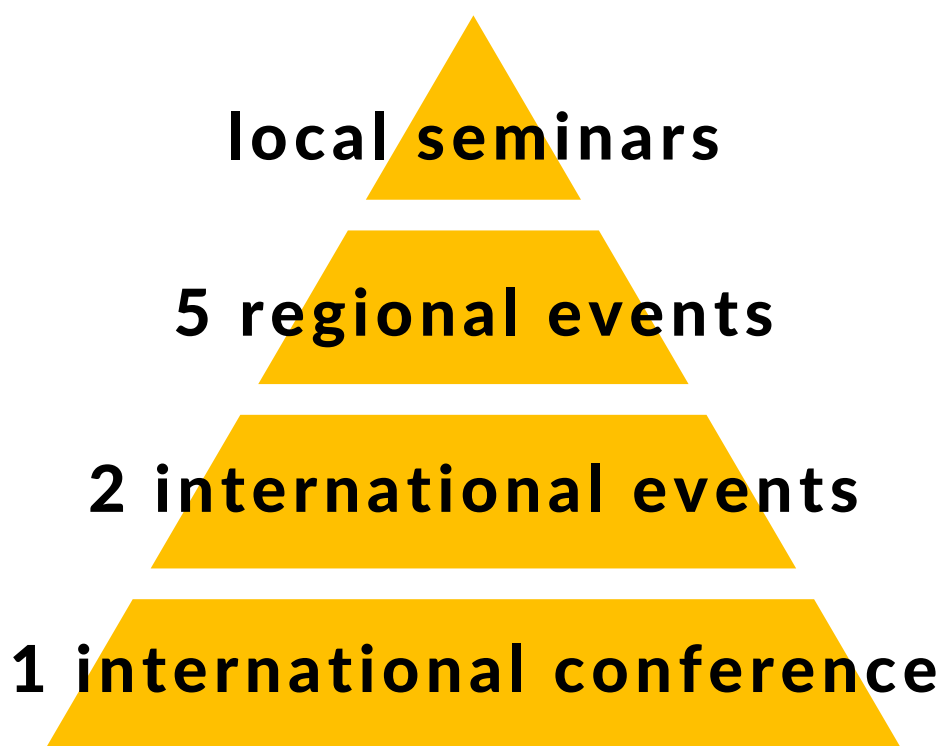 local seminars
5 regional events
2 international events
1 international conference